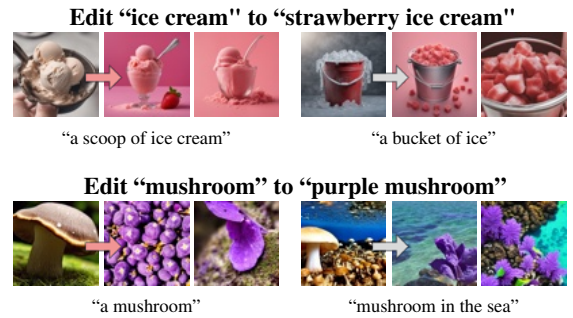 Edit “ice cream" to “strawberry ice cream"
“a scoop of ice cream” “a bucket of ice”
Edit “mushroom” to “purple mushroom”
“a mushroom” “mushroom in the sea”